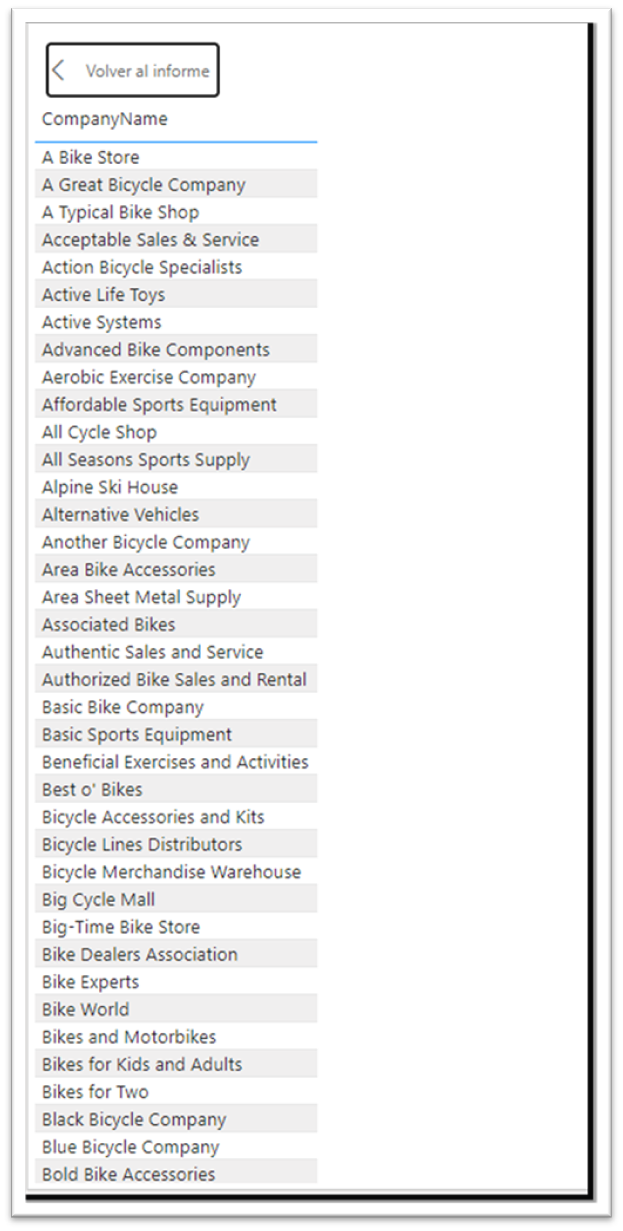 Volver al informe
CompanyName
A Bike Store
A Great Bicycle Company
A Typical Bike Shop
Acceptable Sales & Service
Action Bicycle Specialists
Active Life Toys
Active Systems
Advanced Bike Components
Aerobic Exercise Company
Affordable Sports Equipment
All Cycle Shop
All Seasons Sports Supply
Alpine Ski House
Alternative Vehicles
Another Bicycle Company
Area Bike Accessories
Area Sheet Metal Supply
Associated Bikes
Authentic Sales and Service
Authorized Bike Sales and Rental
Basic Bike Company
Basic Sports Equipment
Beneficial Exercises and Activities
Best o' Bikes
Bicycle Accessories and Kits
Bicycle Lines Distributors
Bicycle Merchandise Warehouse
Big Cycle Mall
Big-Time Bike Store
Bike Dealers Association
Bike Experts
Bike World
Bikes and Motorbikes
Bikes for Kids and Adults
Bikes for Two
Black Bicycle Company
Blue Bicycle Company
Bold Bike Accessories